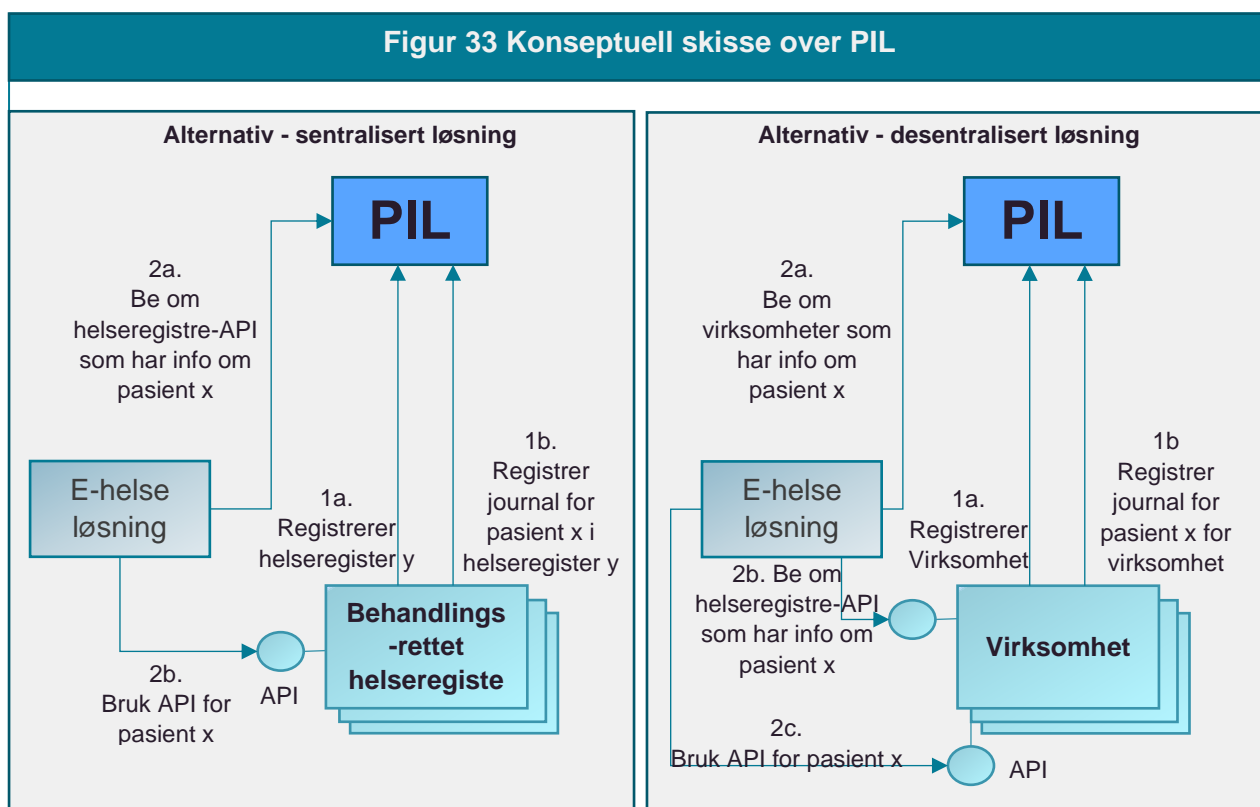 Figur 33 Konseptuell skisse over PIL
Alternativ - sentralisert løsning
PIL
2a.
Be om
helseregistre-API
som har info om
pasient x
1b.
Registrer
journal for
pasient x i
helseregister y
E-helse
løsning
1a.
Registrerer
helseregister y
Behandlings
-rettet
helseregiste
2b.
Bruk API for
pasient x
API
Alternativ - desentralisert løsning
PIL
2a.
Be om
virksomheter som
har info om
pasient x
1b
Registrer
journal for
pasient x for
virksomhet
E-helse
løsning
1a.
Registrerer
Virksomhet
2b. Be om
helseregistre-API
som har info om
pasient x
Virksomhet
2c.
Bruk API for pasient x
API